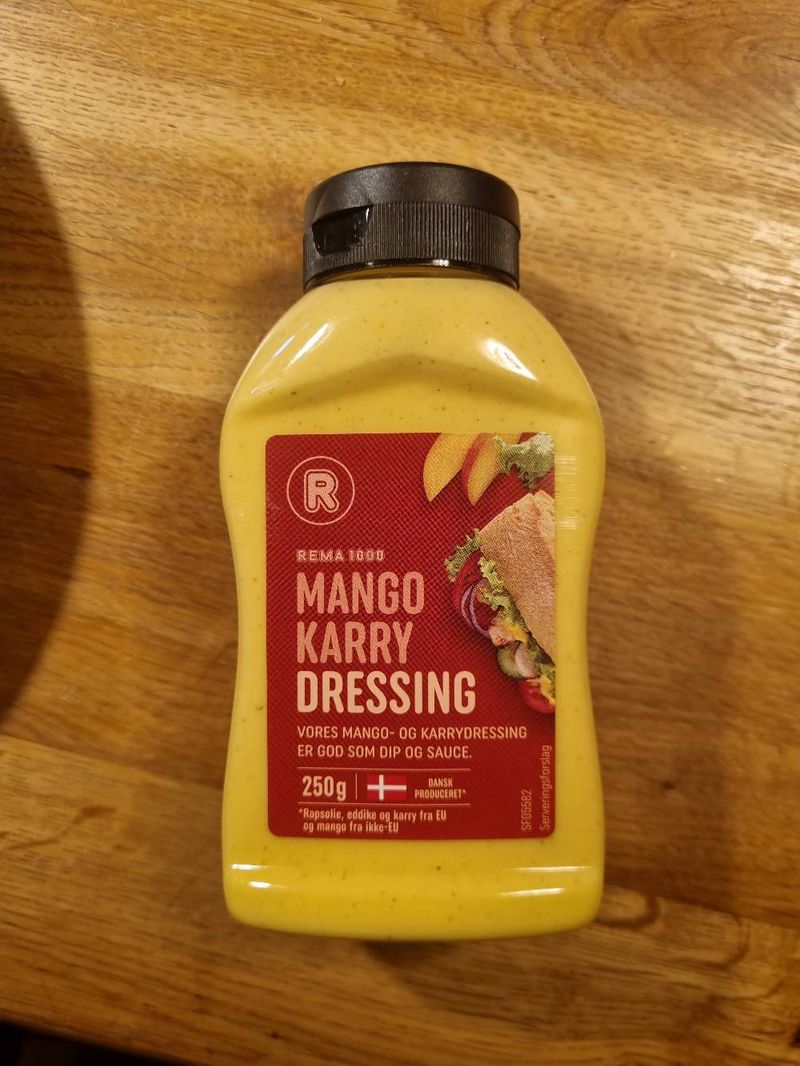 R
REMA 1000
MANGO
KARRY
DRESSING
VORES MANGO- OG KARRYDRESSING
ER GOD SOM DIP OG SAUCE.
250g
DANSK
PRODUCERET*
*Rapsolie, eddike og karry fra EU
og mango fra ikke-EU
SF05582
Serveringsforslag